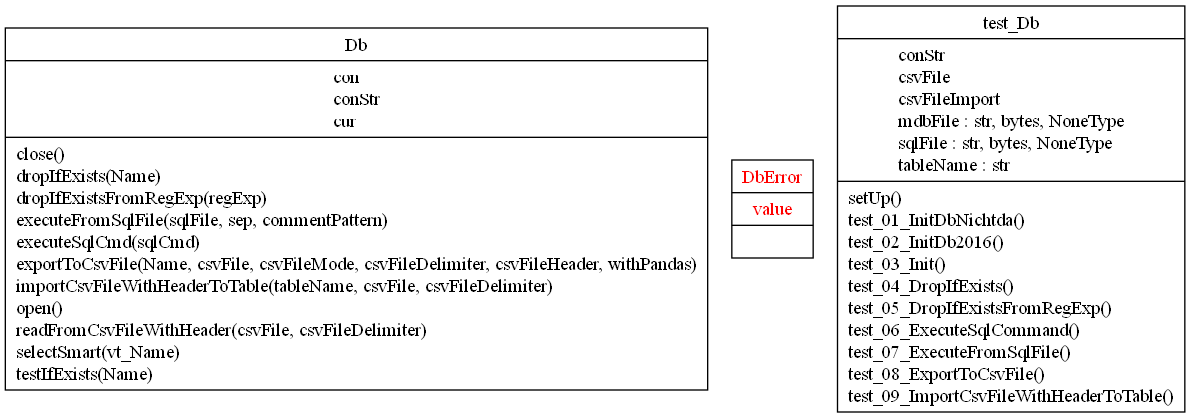 Db
con
conStr
cur
close()
dropIfExists(Name)
dropIfExistsFromRegExp(regExp)
executeFromSqlFile(sqlFile, sep, commentPattern)
executeSqlCmd(sqlCmd)
exportToCsvFile(Name, csvFile, csvFileMode, csvFileDelimiter, csvFileHeader, withPandas)
importCsvFileWithHeaderToTable(tableName, csvFile, csvFileDelimiter)
open()
readFromCsvFileWithHeader(csvFile, csvFileDelimiter)
selectSmart(vt_Name)
testIfExists(Name)
DbError
value
test_Db
conStr
csvFile
csvFileImport
mdbFile : str, bytes, NoneType
sqlFile : str, bytes, NoneType
tableName : str
setUp()
test_01_InitDbNichtda()
test_02_InitDb2016()
test_03_Init()
test_04_DropIfExists()
test_05_DropIfExistsFromRegExp()
test_06_ExecuteSqlCommand()
test_07_ExecuteFromSqlFile()
test_08_ExportToCsvFile()
test_09_ImportCsvFileWithHeaderToTable()